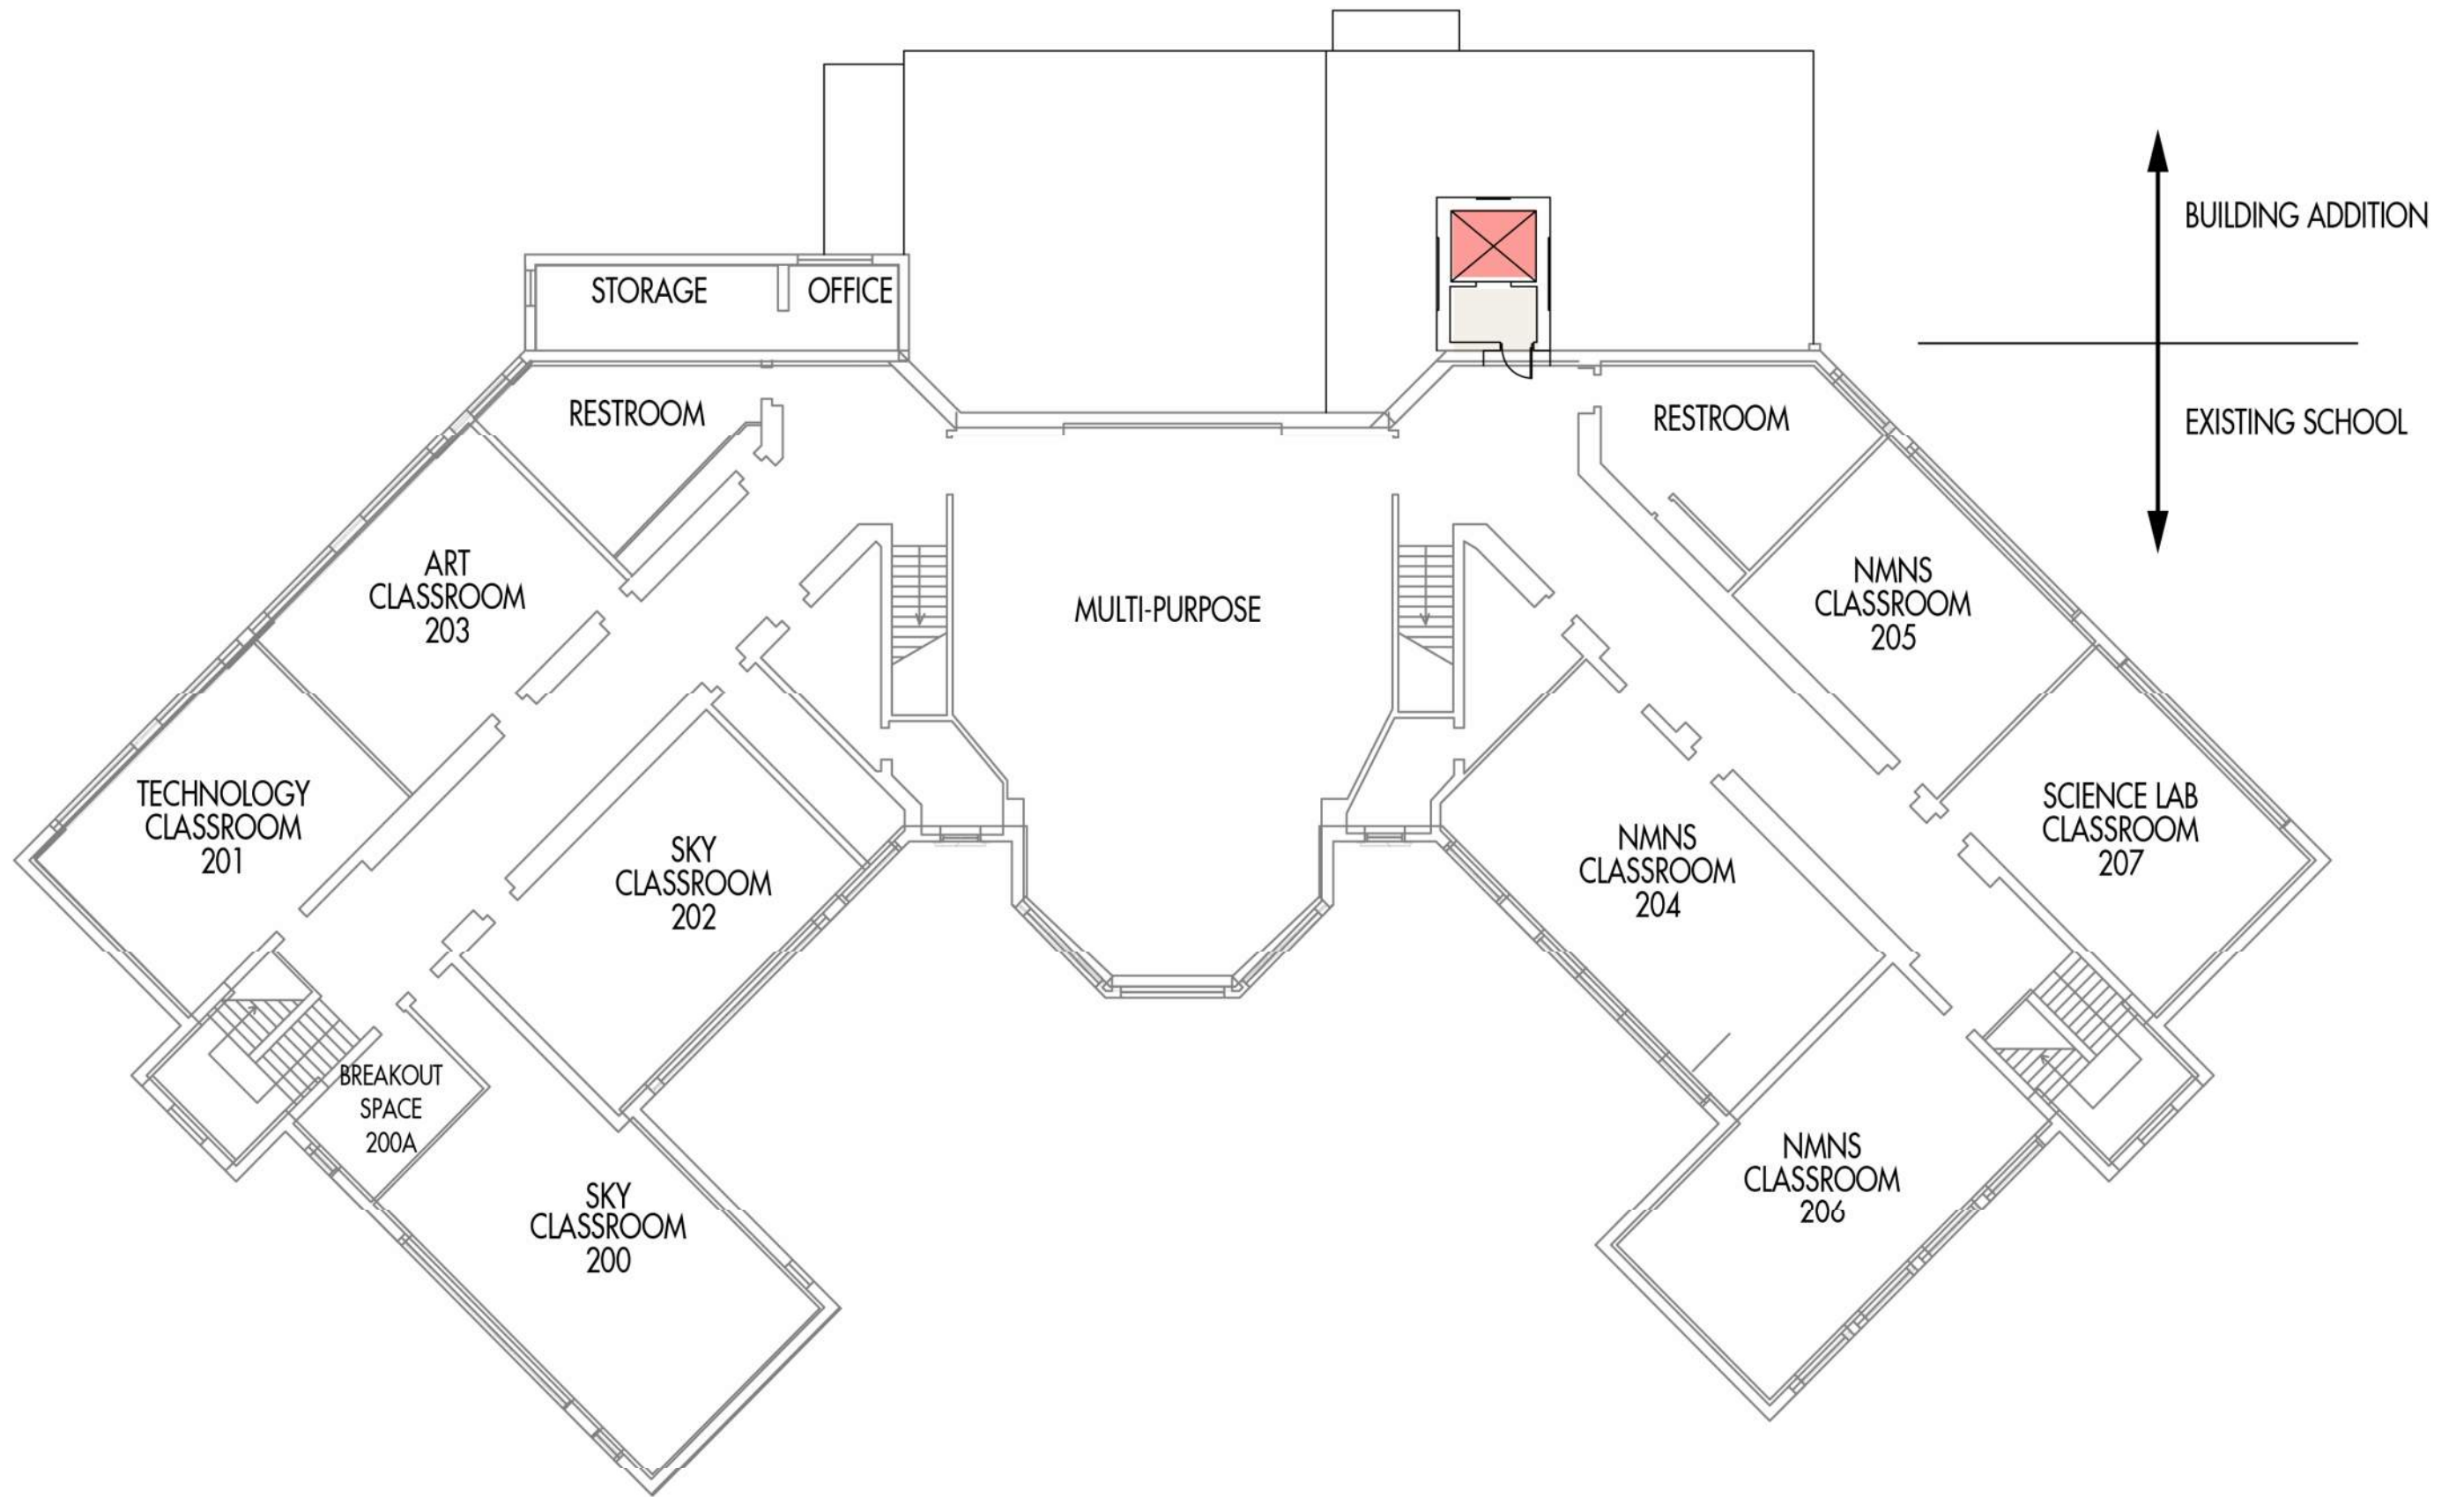 BUILDING ADDITION
STORAGE
OFFICE
RESTROOM
RESTROOM
EXISTING SCHOOL
ART
CLASSROOM
203
MULTI-PURPOSE
NMNS
CLASSROOM
205
TECHNOLOGY
CLASSROOM
201
SKY
CLASSROOM
202
NMNS
CLASSROOM
204
SCIENCE LAB
CLASSROOM
207
BREAKOUT
SPACE
200A
SKY
CLASSROOM
200
NMNS
CLASSROOM
206